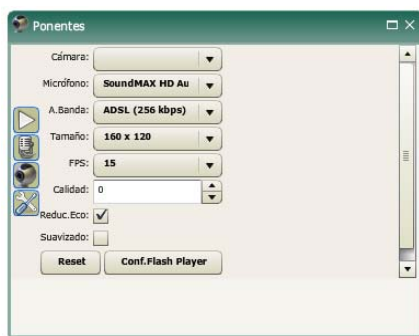 Ponentes
Cámara:
Micrófono: SoundMAX HD Au
A.Banda: ADSL (256 kbps)
Tamaño: 160 x 120
FPS: 15
Calidad: 0
Reduc.Eco:
Suavizado:
Reset Conf.Flash Player